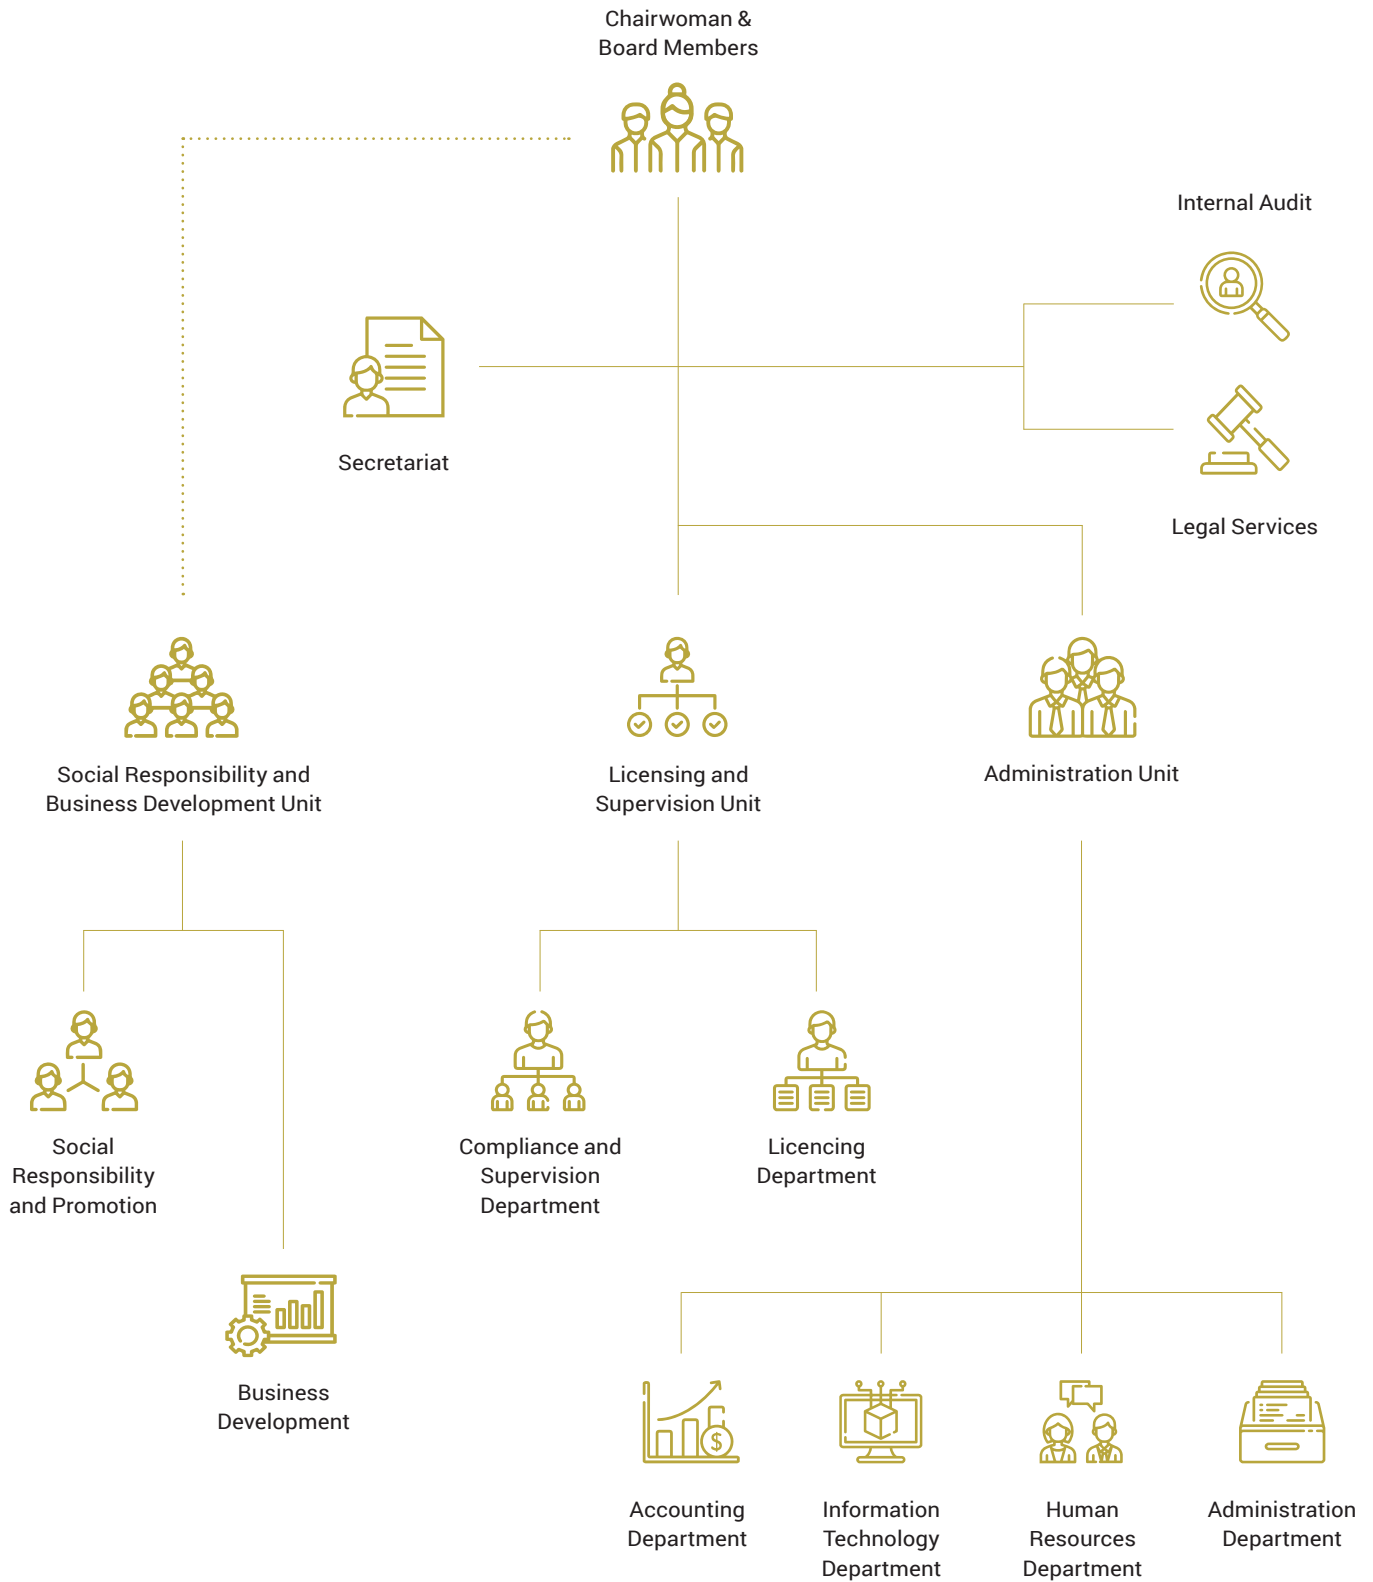 Chairwoman &
Board Members
Internal Audit
Secretariat
Legal Services
Social Responsibility and
Business Development Unit
Licensing and
Supervision Unit
Administration Unit
Social
Responsibility
and Promotion
Compliance and
Supervision
Department
Licencing
Department
Business
Development
$
Accounting
Department
Information
Technology
Department
Human
Resources
Department
Administration
Department